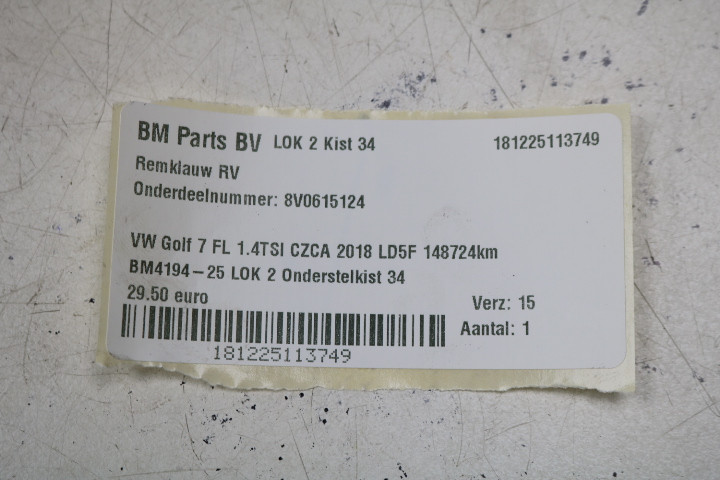 BM Parts BV LOK 2 Kist 34 181225113749
Remklauw RV
Onderdeelnummer: 8V0615124
VW Golf 7 FL 1.4TSI CZCA 2018 LD5F 148724km
BM4194-25 LOK 2 Onderstelkist 34
29.50 euro Verz: 15
Aantal: 1
181225113749